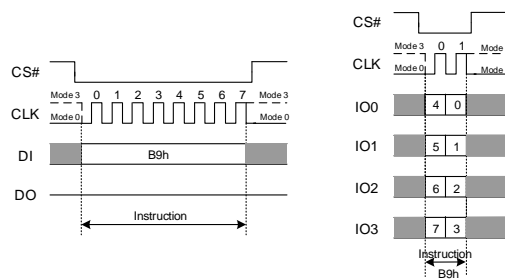 CS#
Mode 3 0 1 2 3 4 5 6 7 Mode 3
CLK Mode 0 Mode 0
DI B9h
DO
Instruction
CS#
Mode 3 0 1 Mode
CLK Mode 0 Mode
IO0 4 0
IO1 5 1
IO2 6 2
IO3 7 3
Instruction
B9h